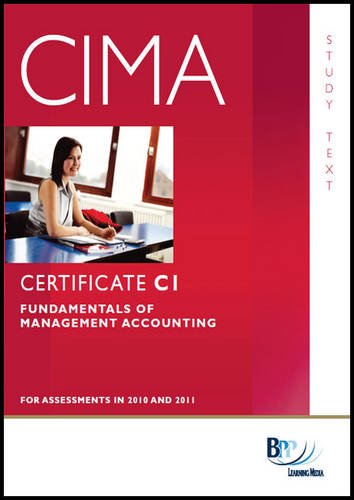 CIMA
STUDY TEXT
CERTIFICATE C1
FUNDAMENTALS OF
MANAGEMENT ACCOUNTING
FOR ASSESSMENTS IN 2010 AND 2011
BPP
LEARNING MEDIA